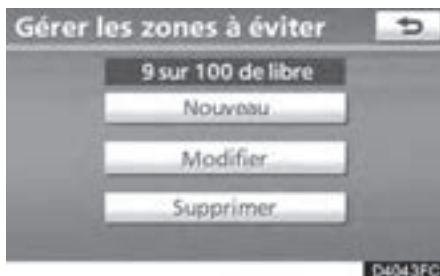 Gérer les zones à éviter
9 sur 100 de libre
Nouveau
Modifier
Supprimer
D4043FC